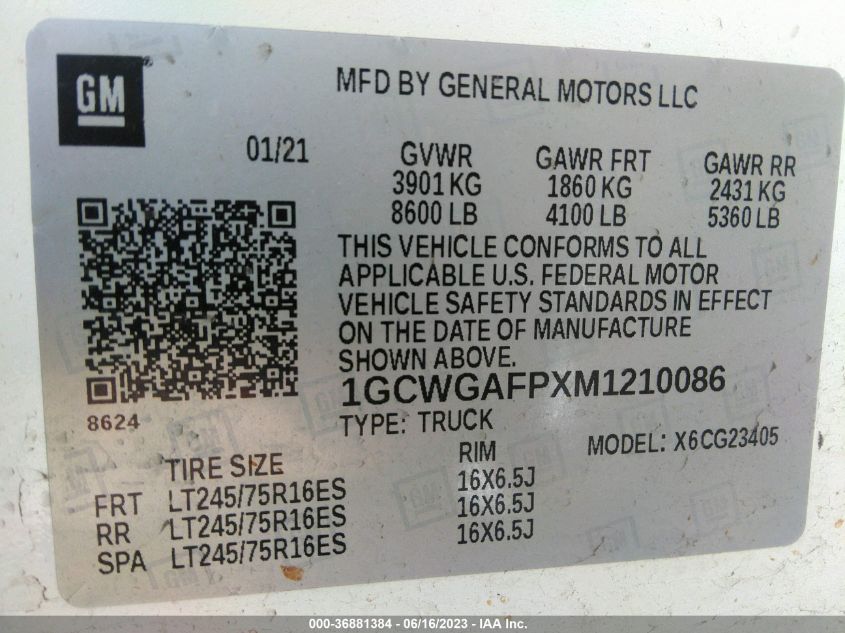 GM
MFD BY GENERAL MOTORS LLC
01/21
GVWR GAWR FRT GAWR RR
3901 KG 1860 KG 2431 KG
8600 LB 4100 LB 5360 LB
THIS VEHICLE CONFORMS TO ALL
APPLICABLE U.S. FEDERAL MOTOR
VEHICLE SAFETY STANDARDS IN EFFECT
ON THE DATE OF MANUFACTURE
SHOWN ABOVE.
1GCWGAFPXM1210086
8624
TYPE: TRUCK
MODEL: X6CG23405
TIRE SIZE RIM
FRT LT245/75R16ES 16X6.5J
RR LT245/75R16ES 16X6.5J
SPA LT245/75R16ES 16X6.5J
000-36881384 - 06/16/2023 - IAA Inc.